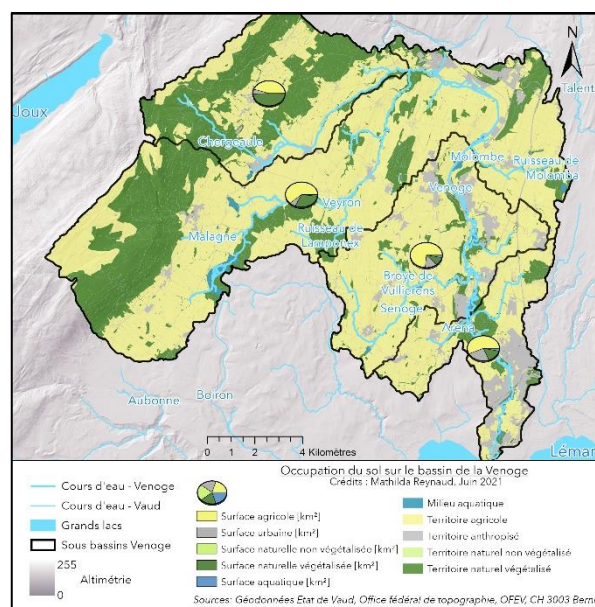 N
Joux
Talent
Chergeaule
Molombe
Ruisseau de
Molomba
Venoge
Veyron
Ruisseau de
Lamponex
Malagne
Broye de
Vullierens
Senoge
Arena
Aubonne
Boiron
0 1 2 4 Kilomètres
Léman
Occupation du sol sur le bassin de la Venoge
Crédits : Mathilda Reynaud, Juin 2021
Cours d'eau - Venoge
Cours d'eau - Vaud
Grands lacs
Sous bassins Venoge
255
Altimétrie
0
Surface agricole [km²]
Surface urbaine [km²]
Surface naturelle non végétalisée [km²]
Surface naturelle végétalisée [km²]
Surface aquatique [km²]
Milieu aquatique
Territoire agricole
Territoire anthropisé
Territoire naturel non végétalisé
Territoire naturel végétalisé
Sources: Géodonnées Etat de Vaud, Office fédéral de topographie, OFEV, CH 3003 Berne